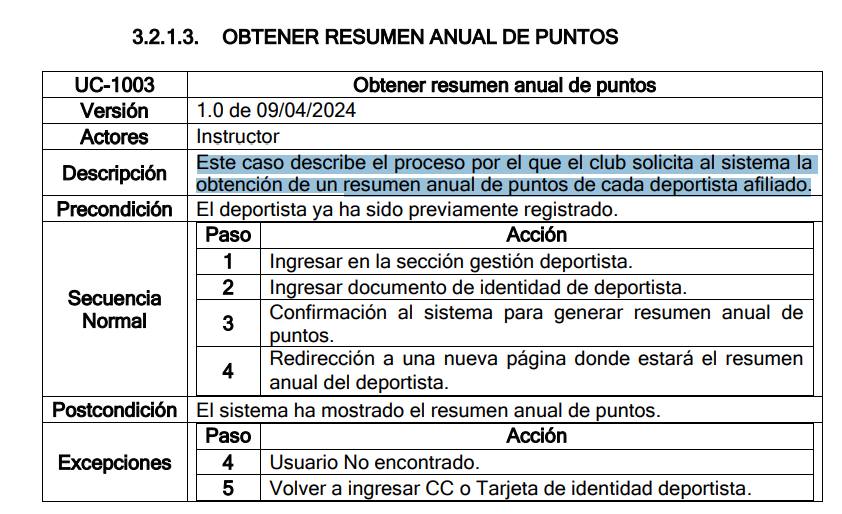 3.2.1.3. OBTENER RESUMEN ANUAL DE PUNTOS
UC-1003 Obtener resumen anual de puntos
Versión 1.0 de 09/04/2024
Actores Instructor
Descripción Este caso describe el proceso por el que el club solicita al sistema la
obtención de un resumen anual de puntos de cada deportista afiliado.
Precondición El deportista ya ha sido previamente registrado.
Secuencia Normal
Paso Acción
1 Ingresar en la sección gestión deportista.
2 Ingresar documento de identidad de deportista.
3 Confirmación al sistema para generar resumen anual de
puntos.
4 Redirección a una nueva página donde estará el resumen
anual del deportista.
Postcondición El sistema ha mostrado el resumen anual de puntos.
Excepciones
Paso Acción
4 Usuario No encontrado.
5 Volver a ingresar CC o Tarjeta de identidad deportista.